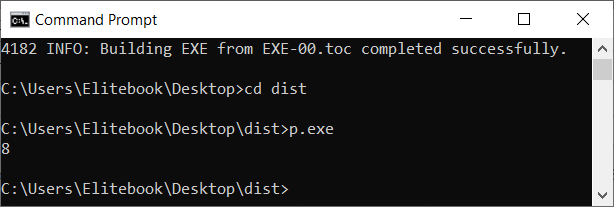 Command Prompt
4182 INFO: Building EXE from EXE-00.toc completed successfully.
C:\Users\Elitebook\Desktop>cd dist
C:\Users\Elitebook\Desktop\dist>p.exe
8
C:\Users\Elitebook\Desktop\dist>